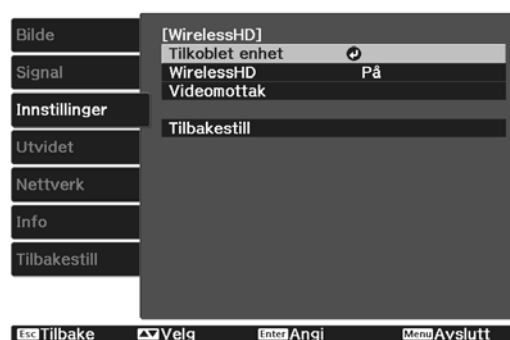 Bilde
Signal
Innstillinger
Utvidet
Nettverk
Info
Tilbakestill
[WirelessHD]
Tilkoblet enhet
WirelessHD På
Videomottak
Tilbakestill
Esc Tilbake Velg Enter Angi Menu Avslutt